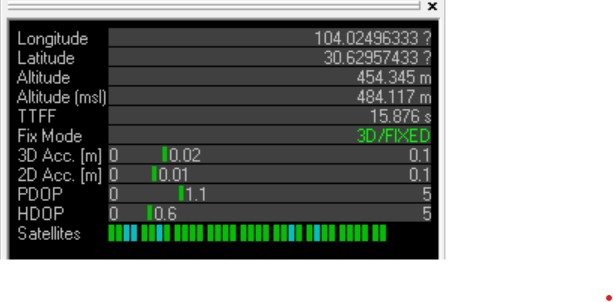 x
Longitude 104.02496333 ?
Latitude 30.62957433 ?
Altitude 454.345 m
Altitude (msl) 484.117 m
TTFF 15.876 s
Fix Mode 3D/FIXED
3D Acc. [m] 0 0.02 0.1
2D Acc. [m] 0 0.01 0.1
PDOP 0 1.1 5
HDOP 0 0.6 5
Satellites